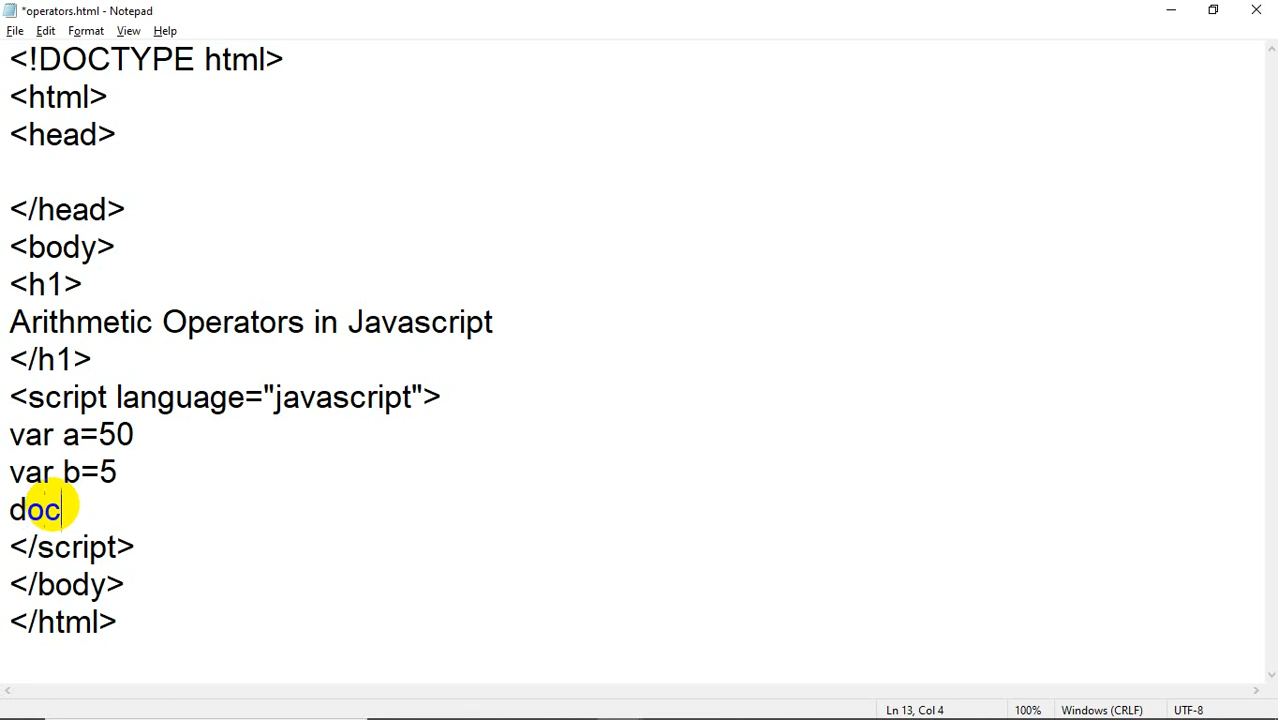 *operators.html - Notepad
File Edit Format View Help
<!DOCTYPE html>
<html>
<head>
</head>
<body>
<h1>
Arithmetic Operators in Javascript
</h1>
<script language="javascript">
var a=50
var b=5
doc
</script>
</body>
</html>
Ln 13, Col 4 100% Windows (CRLF) UTF-8